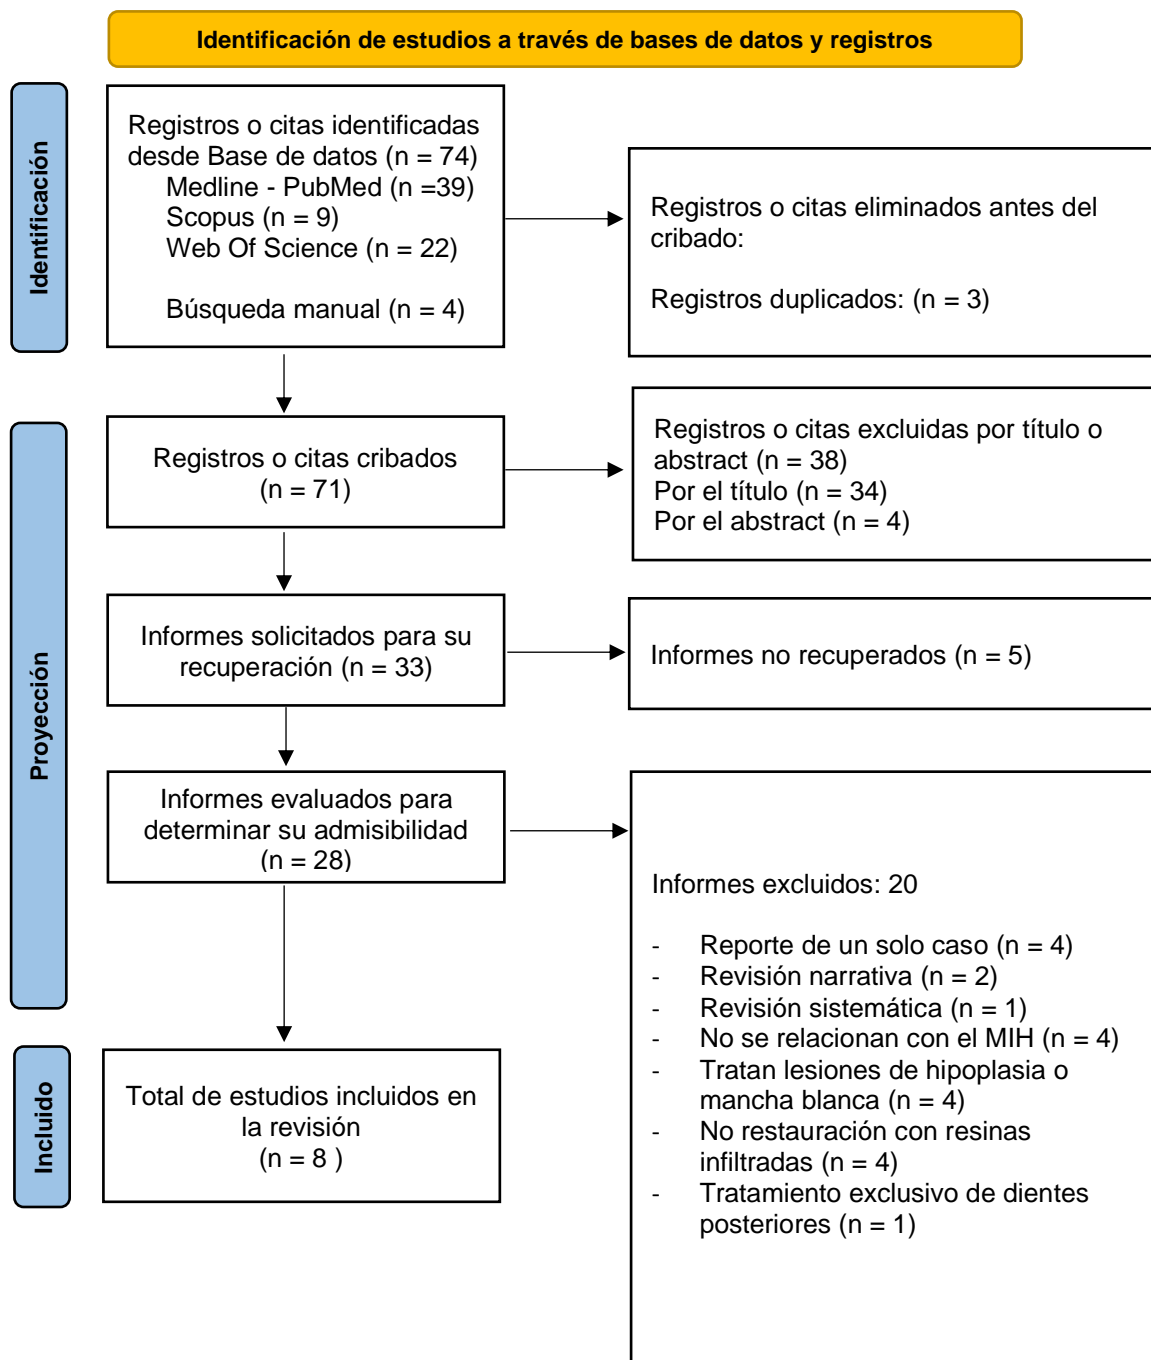 Identificación de estudios a través de bases de datos y registros
Identificación
Registros o citas identificadas
desde Base de datos (n = 74)
Medline - PubMed (n =39)
Scopus (n = 9)
Web Of Science (n = 22)
Búsqueda manual (n = 4)
Registros o citas eliminados antes del
cribado:
Registros duplicados: (n = 3)
Proyección
Registros o citas cribados
(n = 71)
Registros o citas excluidas por título o
abstract (n = 38)
Por el título (n = 34)
Por el abstract (n = 4)
Informes solicitados para su
recuperación (n = 33)
Informes no recuperados (n = 5)
Informes evaluados para
determinar su admisibilidad
(n = 28)
Informes excluidos: 20
- Reporte de un solo caso (n = 4)
- Revisión narrativa (n = 2)
- Revisión sistemática (n = 1)
- No se relacionan con el MIH (n = 4)
- Tratan lesiones de hipoplasia o
mancha blanca (n = 4)
- No restauración con resinas
infiltradas (n = 4)
- Tratamiento exclusivo de dientes
posteriores (n = 1)
Incluido
Total de estudios incluidos en
la revisión
(n = 8 )